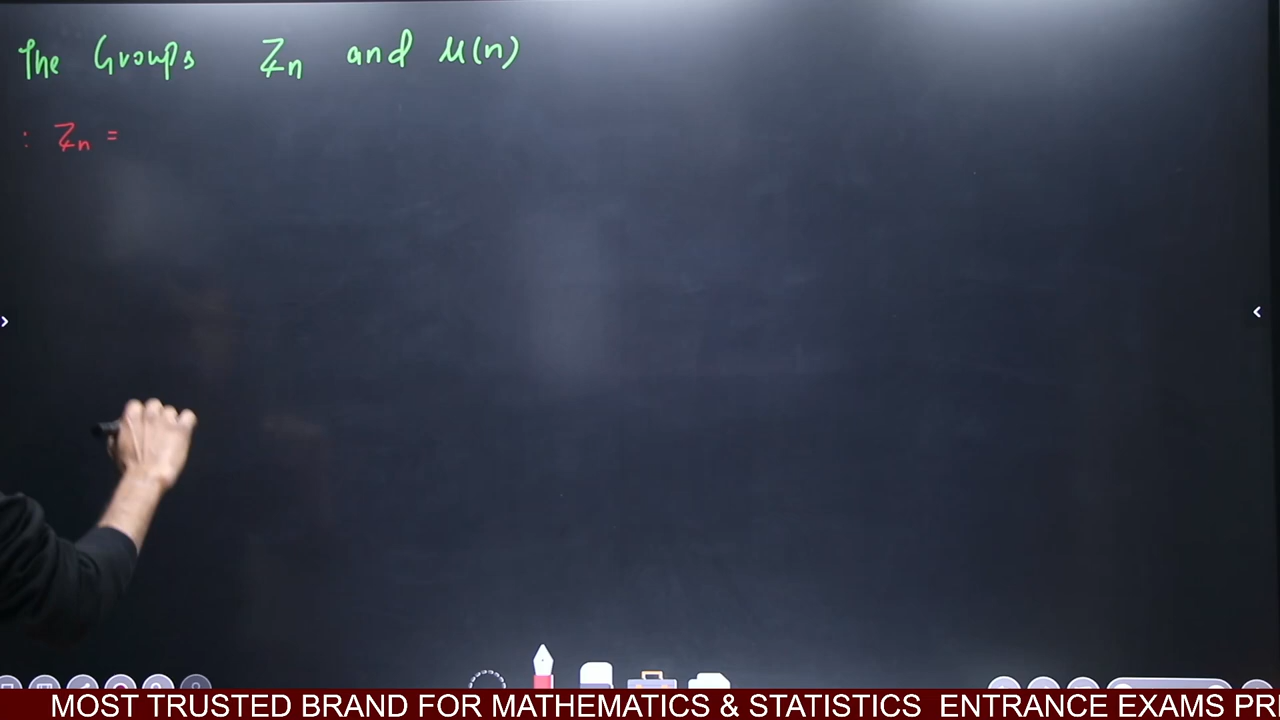 The Groups Zn and U(n)
: Zn =
MOST TRUSTED BRAND FOR MATHEMATICS & STATISTICS ENTRANCE EXAMS PR